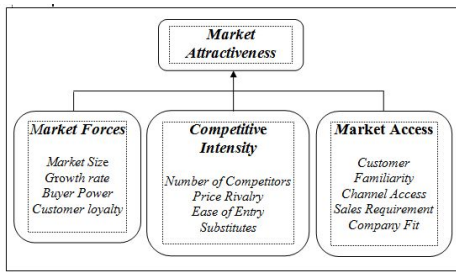 Market
Attractiveness
Market Forces
Market Size
Growth rate
Buyer Power
Customer loyalty
Competitive
Intensity
Number of Competitors
Price Rivalry
Ease of Entry
Substitutes
Market Access
Customer
Familiarity
Channel Access
Sales Requirement
Company Fit